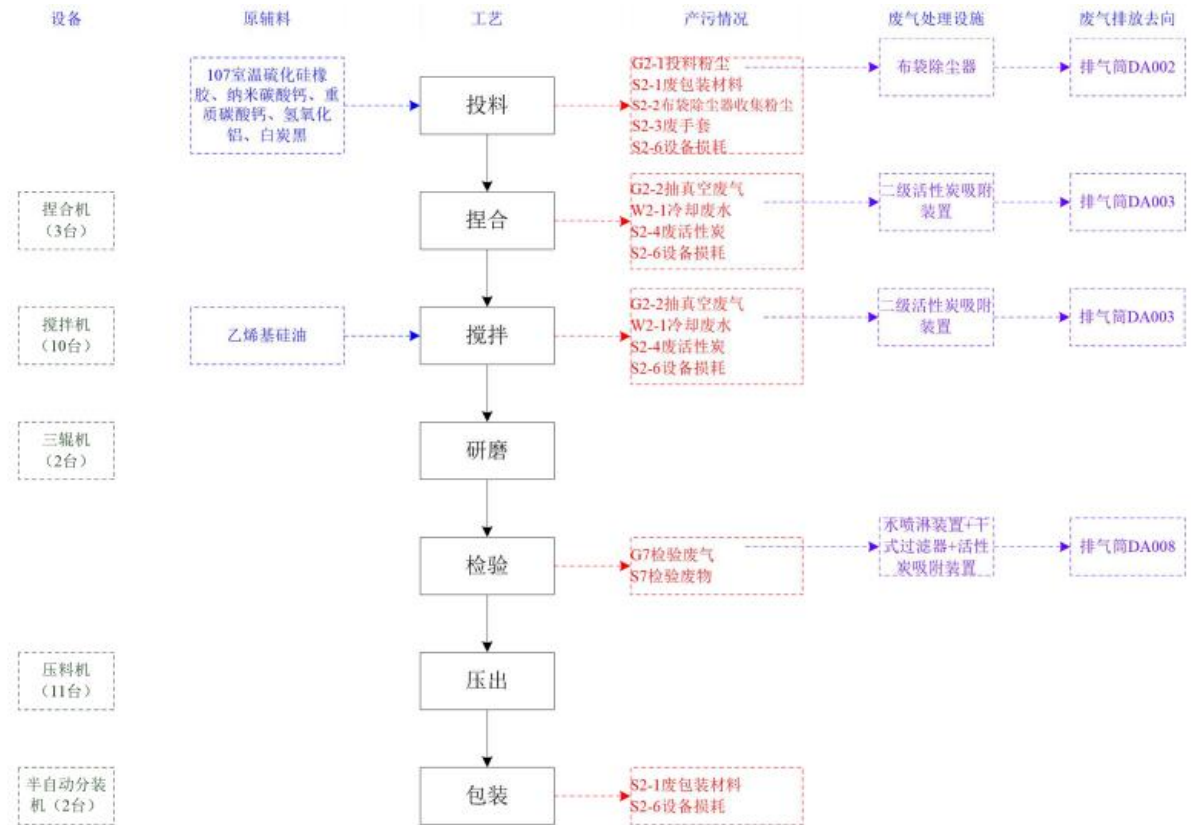 设备
原辅料
工艺
产污情况
废气处理设施
废气排放去向
107室温硫化硅橡
胶、纳米碳酸钙、重
质碳酸钙、氢氧化
铝、白炭黑
投料
G2-1投料粉尘
S2-1废包装材料
S2-2布袋除尘器收集粉尘
S2-3废手套
S2-6设备损耗
布袋除尘器
排气筒DA002
捏合机
(3台)
捏合
G2-2抽真空废气
W2-1冷却废水
S2-4废活性炭
S2-6设备损耗
二级活性炭吸附
装置
排气筒DA003
搅拌机
(10台)
乙烯基硅油
搅拌
G2-2抽真空废气
W2-1冷却废水
S2-4废活性炭
S2-6设备损耗
二级活性炭吸附
装置
排气筒DA003
三辊机
(2台)
研磨
检验
G7检验废气
S7检验废物
水喷淋装置+干
式过滤器+活性
炭吸附装置
排气筒DA008
压料机
(11台)
压出
半自动分装
机(2台)
包装
S2-1废包装材料
S2-6设备损耗